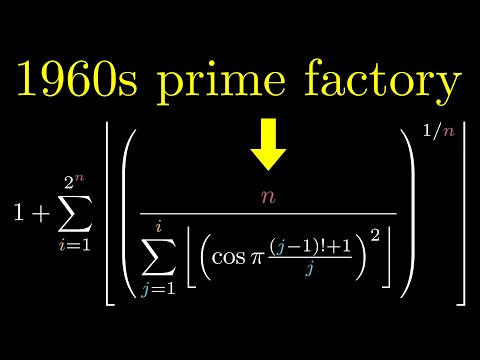 1960s prime factory
1 + \sum_{i=1}^{2^n} \left\lfloor \left( \frac{n}{\sum_{j=1}^{i} \left\lfloor \left( \cos \pi \frac{(j-1)!+1}{j} \right)^2 \right\rfloor} \right)^{1/n} \right\rfloor